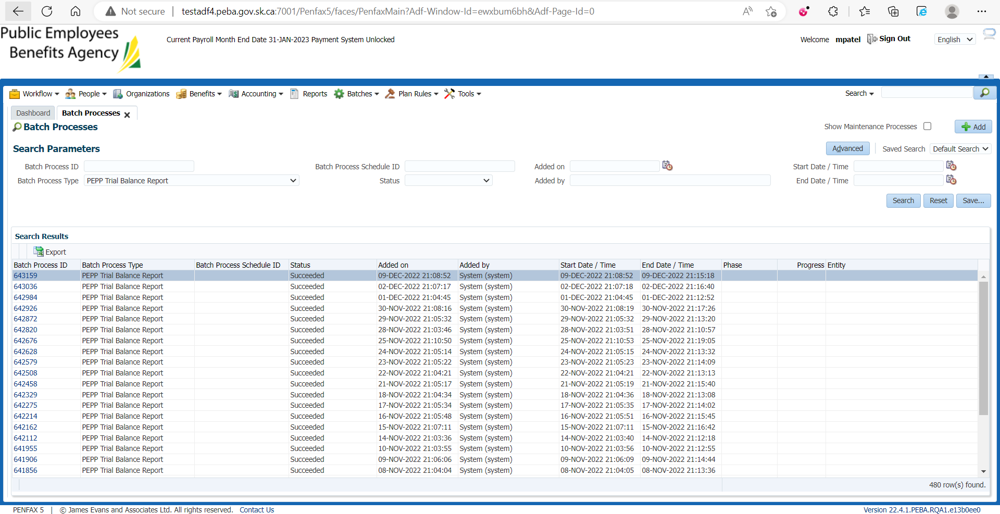 Not secure | testadf4.peba.gov.sk.ca:7001/Penfax5/faces/PenfaxMain?Adf-Window-Id=ewxbum6bh&Adf-Page-Id=0
Public Employees
Benefits Agency
Current Payroll Month End Date 31-JAN-2023 Payment System Unlocked
Welcome mpatel Sign Out English
Workflow People Organizations Benefits Accounting Reports Batches Plan Rules Tools Search
Dashboard Batch Processes
Batch Processes
Show Maintenance Processes Add
Search Parameters
Advanced Saved Search Default Search
Batch Process ID Batch Process Schedule ID Added on Start Date / Time
Batch Process Type PEPP Trial Balance Report Status Added by End Date / Time
Search Reset Save...
Search Results
Export
Batch Process ID Batch Process Type Batch Process Schedule ID Status Added on Added by Start Date / Time End Date / Time Phase Progress Entity
643159 PEPP Trial Balance Report Succeeded 09-DEC-2022 21:08:52 System (system) 09-DEC-2022 21:08:52 09-DEC-2022 21:15:18
643036 PEPP Trial Balance Report Succeeded 02-DEC-2022 21:07:17 System (system) 02-DEC-2022 21:07:18 02-DEC-2022 21:16:40
642984 PEPP Trial Balance Report Succeeded 01-DEC-2022 21:04:45 System (system) 01-DEC-2022 21:04:45 01-DEC-2022 21:12:52
642926 PEPP Trial Balance Report Succeeded 30-NOV-2022 21:08:16 System (system) 30-NOV-2022 21:08:19 30-NOV-2022 21:17:26
642872 PEPP Trial Balance Report Succeeded 29-NOV-2022 21:05:32 System (system) 29-NOV-2022 21:05:32 29-NOV-2022 21:13:20
642820 PEPP Trial Balance Report Succeeded 28-NOV-2022 21:03:46 System (system) 28-NOV-2022 21:03:51 28-NOV-2022 21:10:57
642676 PEPP Trial Balance Report Succeeded 25-NOV-2022 21:10:50 System (system) 25-NOV-2022 21:10:53 25-NOV-2022 21:19:05
642628 PEPP Trial Balance Report Succeeded 24-NOV-2022 21:05:14 System (system) 24-NOV-2022 21:05:15 24-NOV-2022 21:13:32
642579 PEPP Trial Balance Report Succeeded 23-NOV-2022 21:05:22 System (system) 23-NOV-2022 21:05:23 23-NOV-2022 21:14:09
642508 PEPP Trial Balance Report Succeeded 22-NOV-2022 21:04:21 System (system) 22-NOV-2022 21:04:21 22-NOV-2022 21:13:13
642458 PEPP Trial Balance Report Succeeded 21-NOV-2022 21:05:17 System (system) 21-NOV-2022 21:05:19 21-NOV-2022 21:15:40
642329 PEPP Trial Balance Report Succeeded 18-NOV-2022 21:04:34 System (system) 18-NOV-2022 21:04:36 18-NOV-2022 21:13:08
642275 PEPP Trial Balance Report Succeeded 17-NOV-2022 21:05:34 System (system) 17-NOV-2022 21:05:35 17-NOV-2022 21:14:02
642214 PEPP Trial Balance Report Succeeded 16-NOV-2022 21:05:48 System (system) 16-NOV-2022 21:05:51 16-NOV-2022 21:15:45
642162 PEPP Trial Balance Report Succeeded 15-NOV-2022 21:07:11 System (system) 15-NOV-2022 21:07:11 15-NOV-2022 21:16:42
642112 PEPP Trial Balance Report Succeeded 14-NOV-2022 21:03:36 System (system) 14-NOV-2022 21:03:40 14-NOV-2022 21:12:18
641955 PEPP Trial Balance Report Succeeded 10-NOV-2022 21:03:55 System (system) 10-NOV-2022 21:03:56 10-NOV-2022 21:12:55
641906 PEPP Trial Balance Report Succeeded 09-NOV-2022 21:06:06 System (system) 09-NOV-2022 21:06:09 09-NOV-2022 21:14:44
641856 PEPP Trial Balance Report Succeeded 08-NOV-2022 21:04:04 System (system) 08-NOV-2022 21:04:05 08-NOV-2022 21:13:36
480 row(s) found.
PENFAX 5 | © James Evans and Associates Ltd. All rights reserved. Contact Us Version 22.4.1.PEBA.RQA1.e13b0ee0